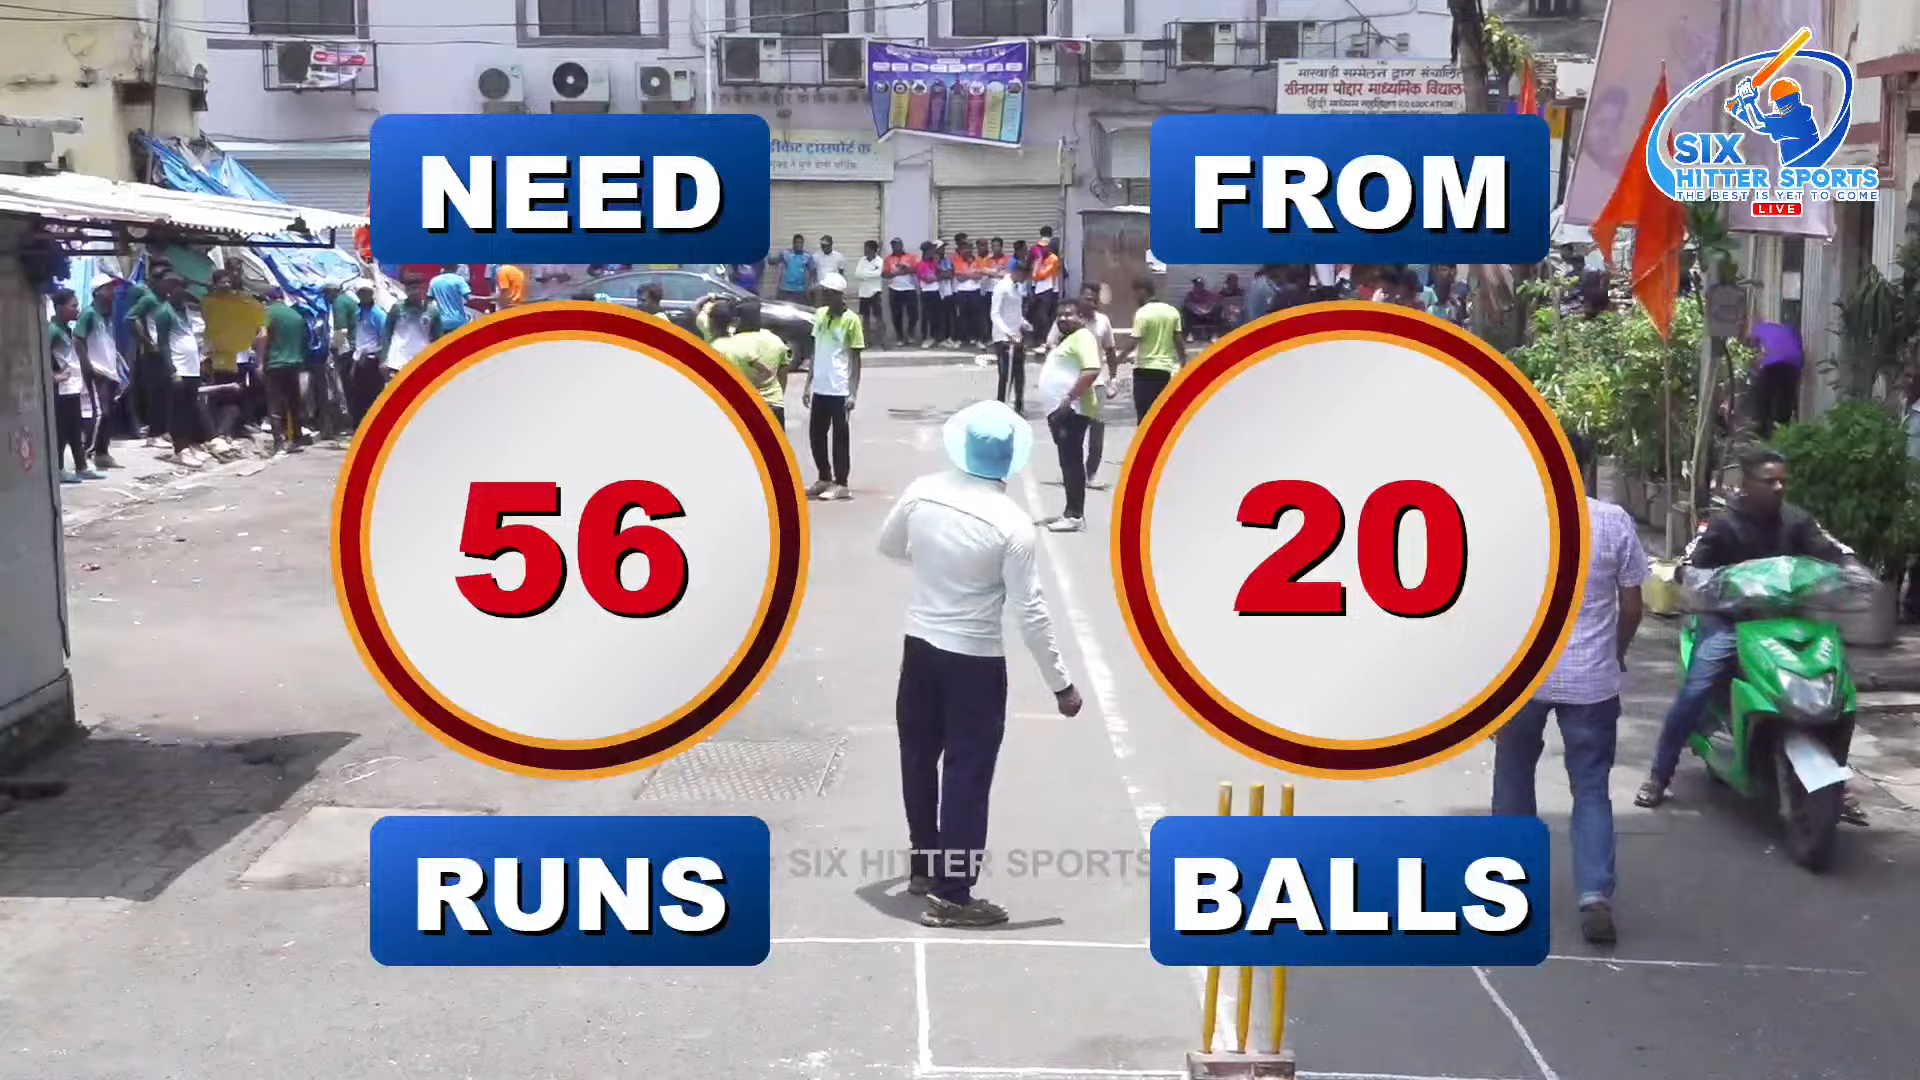 मारवाड़ी सम्मेलन द्वारा संचालित
सीताराम पोद्दार माध्यमिक विद्याल
हिंदी माध्यम
NEED
FROM
SIX
HITTER SPORTS
THE BEST IS YET TO COME
LIVE
56
20
SIX HITTER SPORTS
RUNS
BALLS